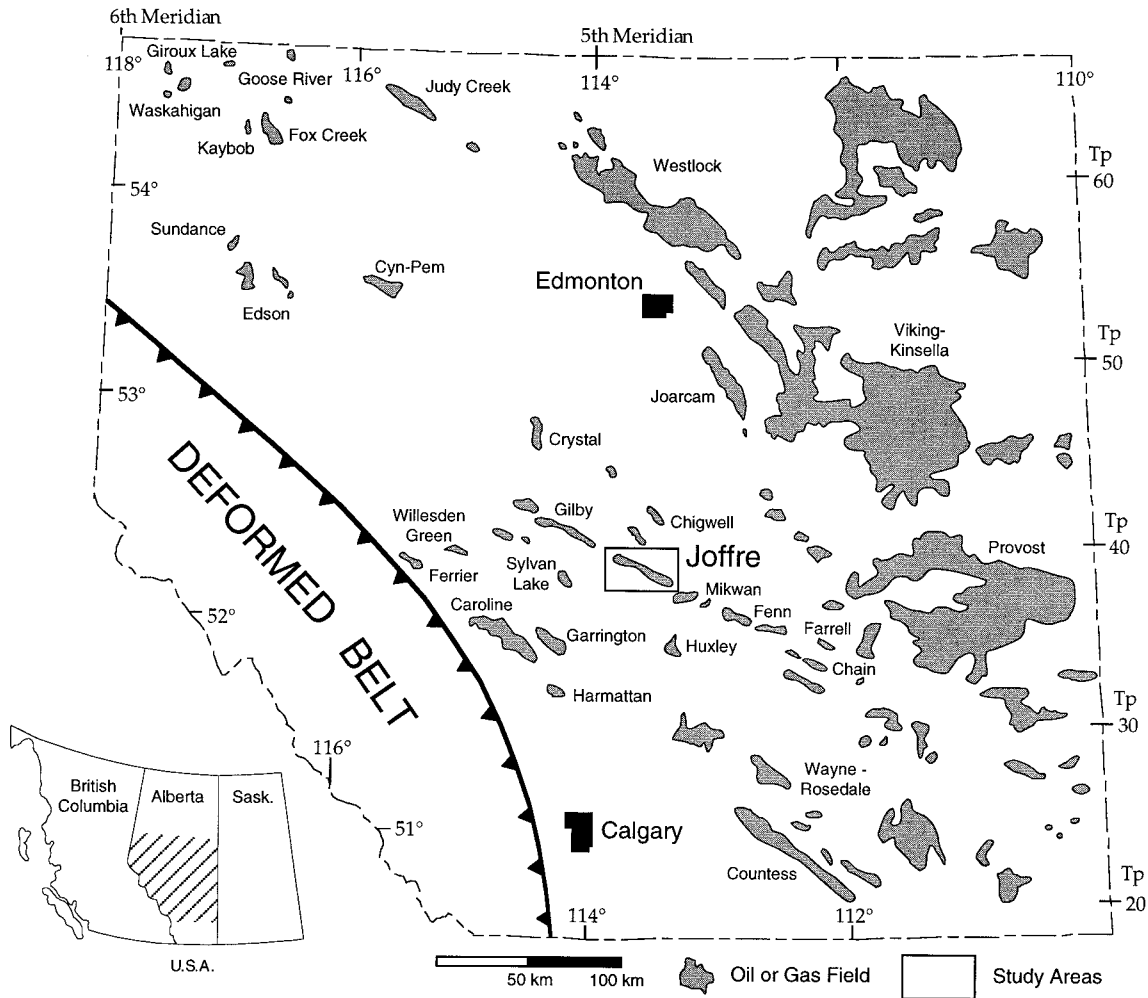 6th Meridian
5th Meridian
118°
116°
114°
110°
Giroux Lake
Goose River
Judy Creek
Waskahigan
Kaybob
Fox Creek
Westlock
Tp
60
54°
Sundance
Cyn-Pem
Edson
Edmonton
Viking-
Kinsella
Tp
50
53°
Joarcam
Crystal
DEFORMED BELT
Willesden
Green
Gilby
Chigwell
Joffre
Provost
Tp
40
Ferrier
Sylvan
Lake
Mikwan
Fenn
52°
Caroline
Garrington
Huxley
Farrell
Chain
Harmattan
Tp
30
116°
British
Columbia
Alberta
Sask.
Wayne -
Rosedale
51°
Calgary
Countess
Tp
20
114°
112°
U.S.A.
50 km
100 km
Oil or Gas Field
Study Areas